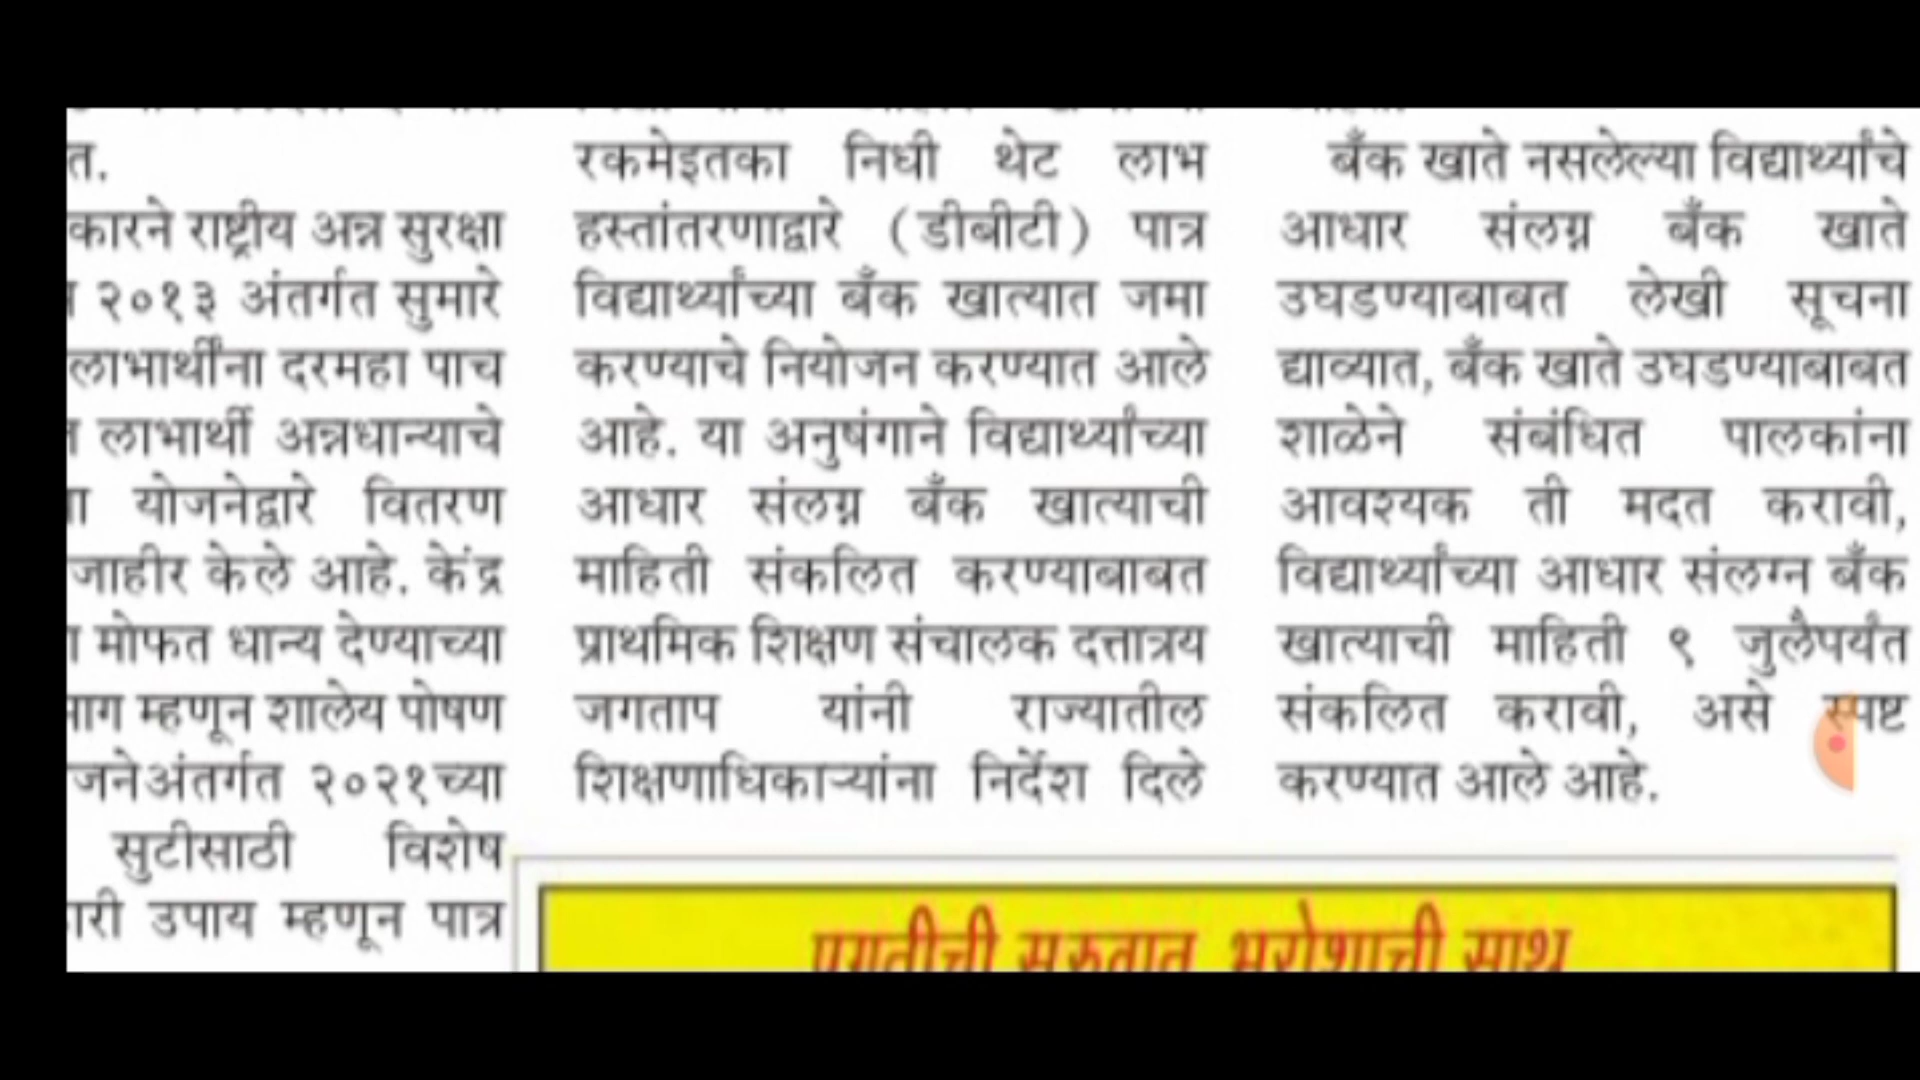 त.
कारने राष्ट्रीय अन्न सुरक्षा
२०१३ अंतर्गत सुमारे
लाभार्थींना दरमहा पाच
लाभार्थी अन्नधान्याचे
योजनेद्वारे वितरण
जाहीर केले आहे. केंद्र
मोफत धान्य देण्याच्या
म्हणून शालेय पोषण
जनेअंतर्गत २०२१च्या
सुटीसाठी विशेष
उपाय म्हणून पात्र
रकमेइतका निधी थेट लाभ
हस्तांतरणाद्वारे (डीबीटी) पात्र
विद्यार्थ्यांच्या बँक खात्यात जमा
करण्याचे नियोजन करण्यात आले
आहे. या अनुषंगाने विद्यार्थ्यांच्या
आधार संलग्न बँक खात्याची
माहिती संकलित करण्याबाबत
प्राथमिक शिक्षण संचालक दत्तात्रय
जगताप यांनी राज्यातील
शिक्षणाधिकाऱ्यांना निर्देश दिले
बँक खाते नसलेल्या विद्यार्थ्यांचे
आधार संलग्न बँक खाते
उघडण्याबाबत लेखी सूचना
द्याव्यात, बँक खाते उघडण्याबाबत
शाळेने संबंधित पालकांना
आवश्यक ती मदत करावी,
विद्यार्थ्यांच्या आधार संलग्न बँक
खात्याची माहिती ९ जुलैपर्यंत
संकलित करावी, असे स्पष्ट
करण्यात आले आहे.
प्रगतीची सुरुवात, भरोशाची साथ